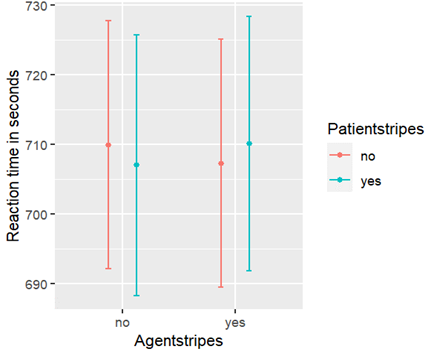 730
720
710
700
690
Reaction time in seconds
no
yes
Agentstripes
Patientstripes
no
yes